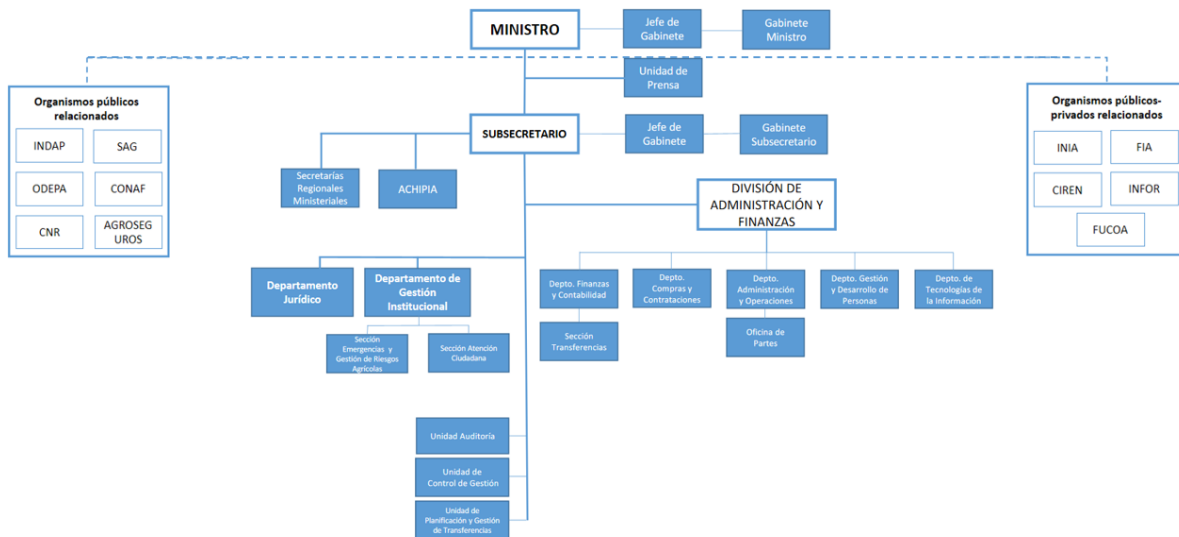 MINISTRO
Jefe de
Gabinete
Gabinete
Ministro
Unidad de
Prensa
Organismos públicos
relacionados
INDAP
SAG
ODEPA
CONAF
CNR
AGROSEG
UROS
Organismos públicos-
privados relacionados
INIA
FIA
CIREN
INFOR
FUCOA
SUBSECRETARIO
Jefe de
Gabinete
Gabinete
Subsecretario
Secretarías
Regionales
Ministeriales
ACHIPIA
DIVISIÓN DE
ADMINISTRACIÓN Y
FINANZAS
Departamento
Jurídico
Departamento de
Gestión
Institucional
Sección
Emergencias y
Gestión de Riesgos
Agrícolas
Sección Atención
Ciudadana
Depto. Finanzas
y Contabilidad
Depto.
Compras y
Contrataciones
Depto.
Administración
y Operaciones
Depto. Gestión
y Desarrollo de
Personas
Depto. de
Tecnologías de
la Información
Sección
Transferencias
Oficina de
Partes
Unidad Auditoría
Unidad de
Control de Gestión
Unidad de
Planificación y Gestión
de Transferencias